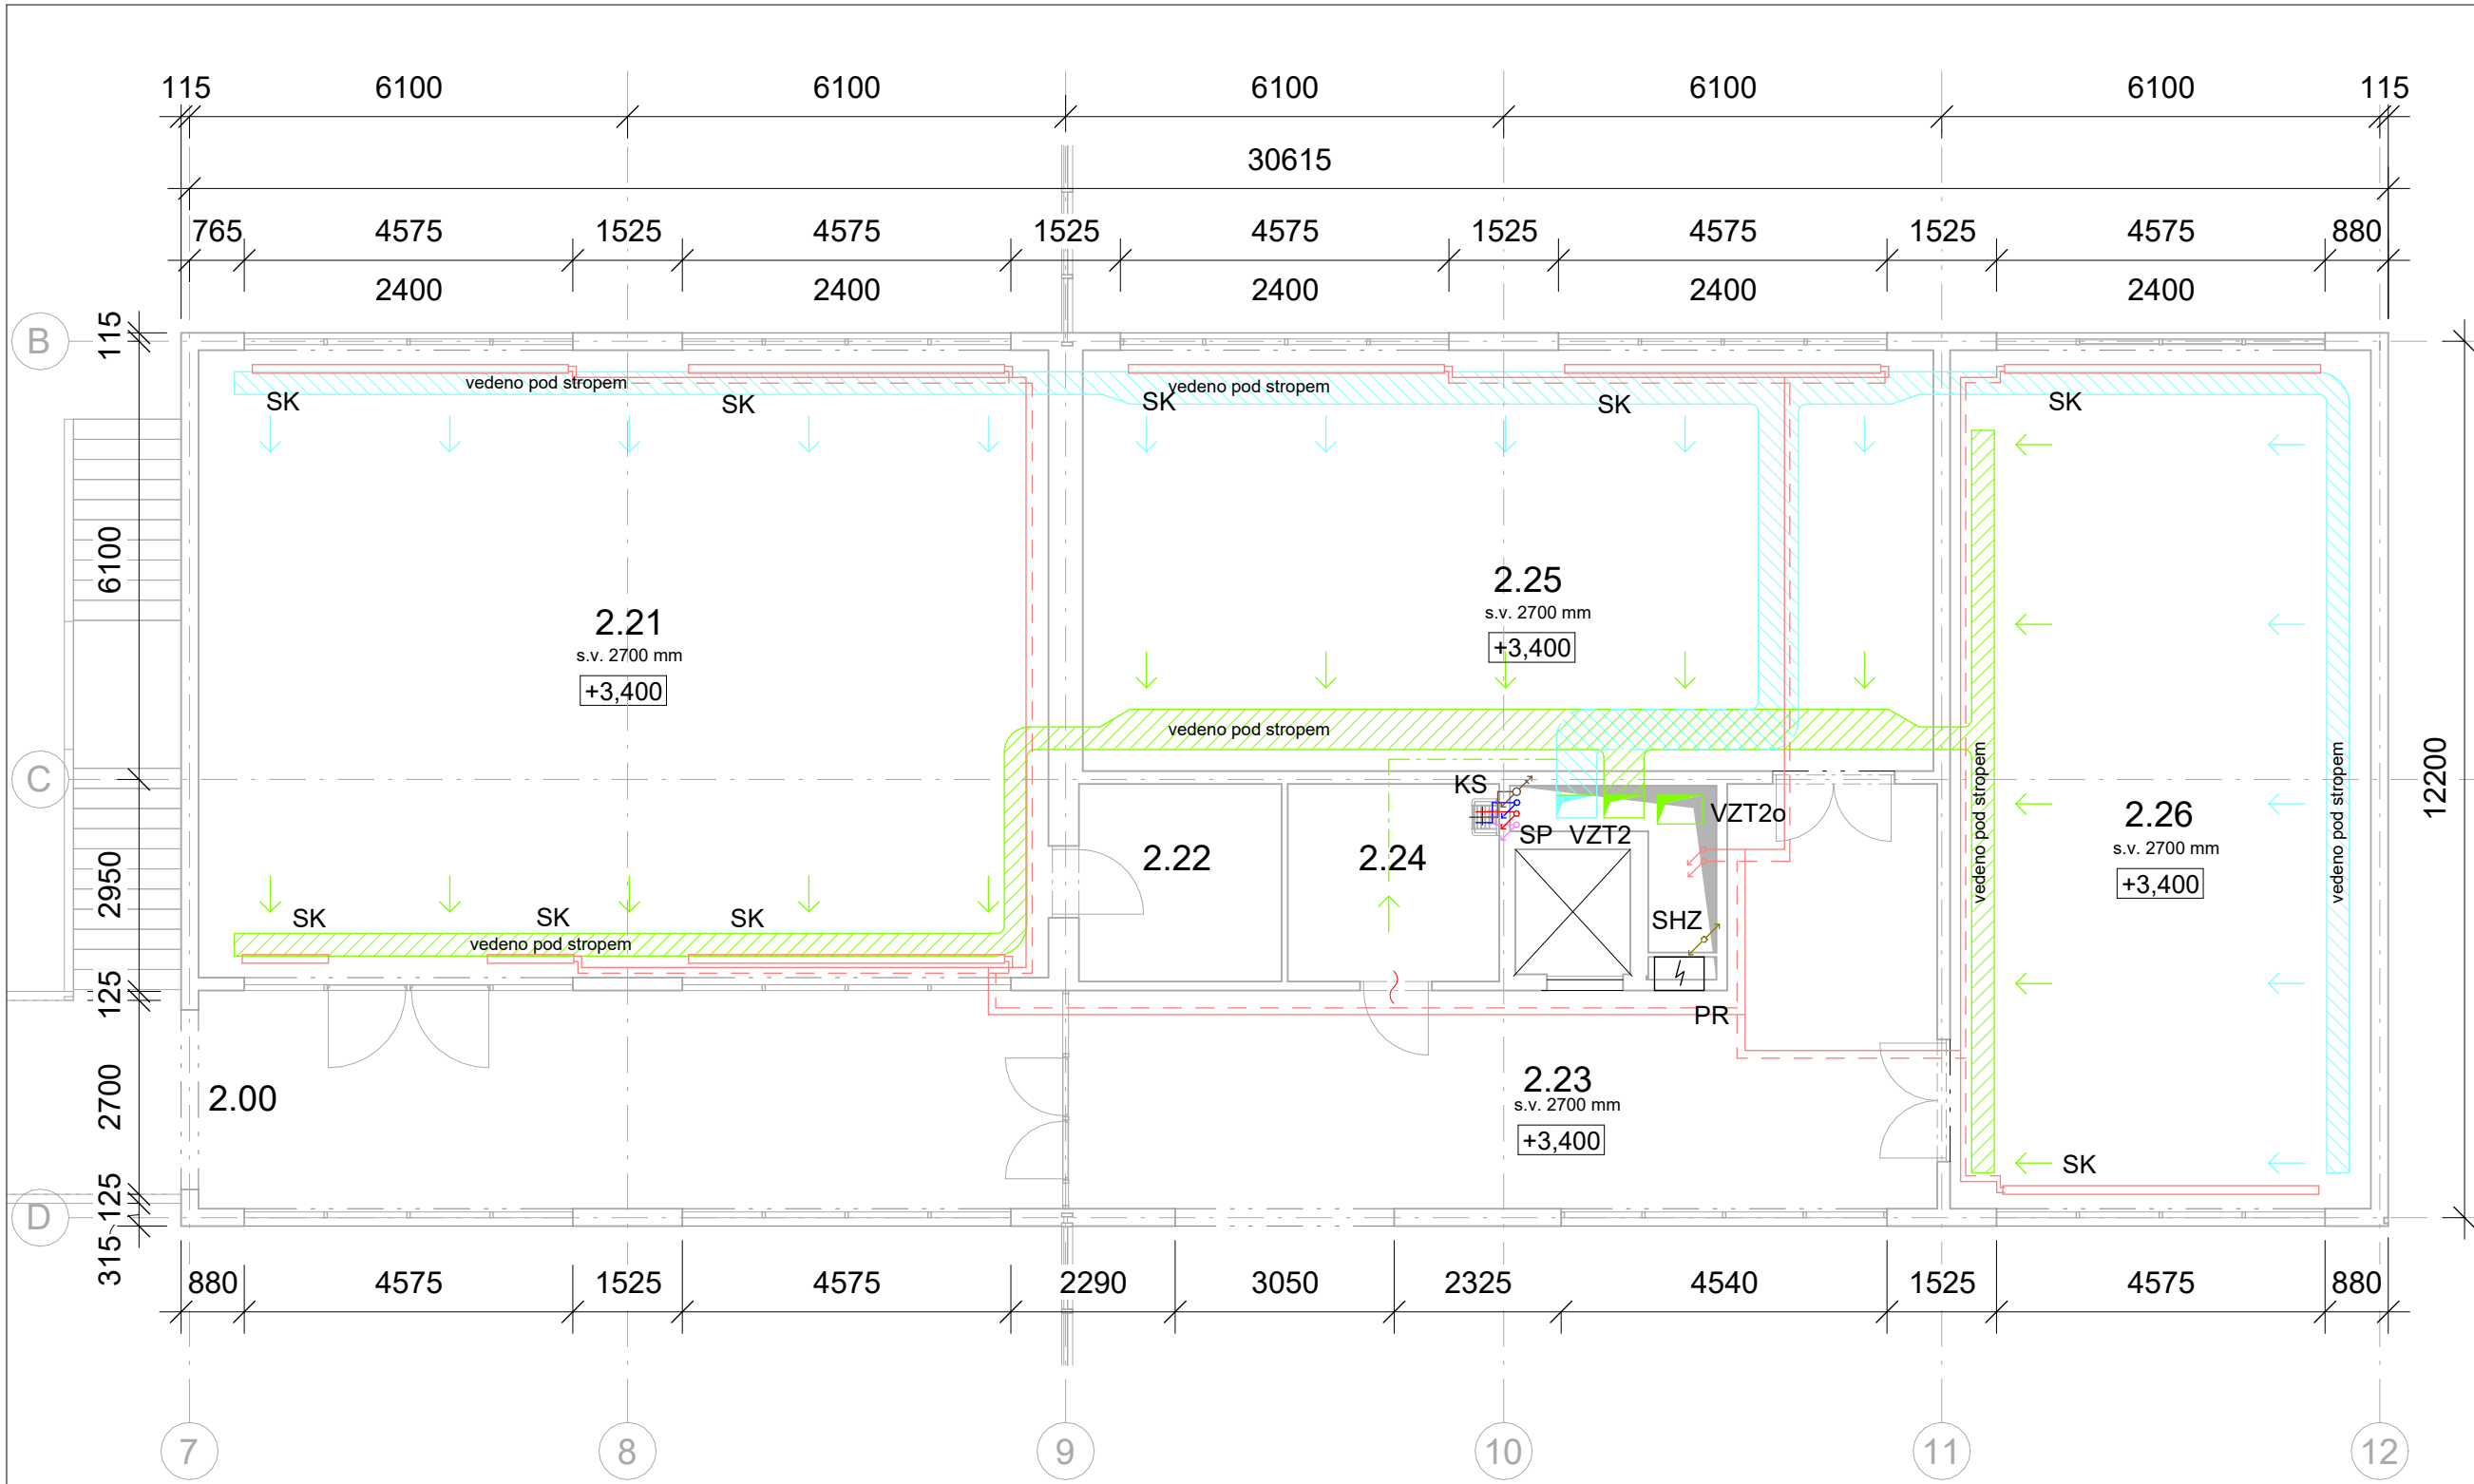 115 6100 6100 6100 6100 6100 115
30615
765 4575 1525 4575 1525 4575 1525 4575 1525 4575 880
2400 2400 2400 2400 2400
B
115
vedeno pod stropem vedeno pod stropem
SK SK SK SK SK
6100
2.21
s.v. 2700 mm
+3,400
2.25
s.v. 2700 mm
+3,400
vedeno pod stropem
C
12200
KS
SP VZT2 VZT2o
2.22 2.24
vedeno pod stropem
2.26
s.v. 2700 mm
+3,400
vedeno pod stropem
2950
SK SK SK
SHZ
vedeno pod stropem
125
PR
2700
2.00
2.23
s.v. 2700 mm
+3,400
SK
125
D
315
880 4575 1525 4575 2290 3050 2325 4540 1525 4575 880
7 8 9 10 11 12